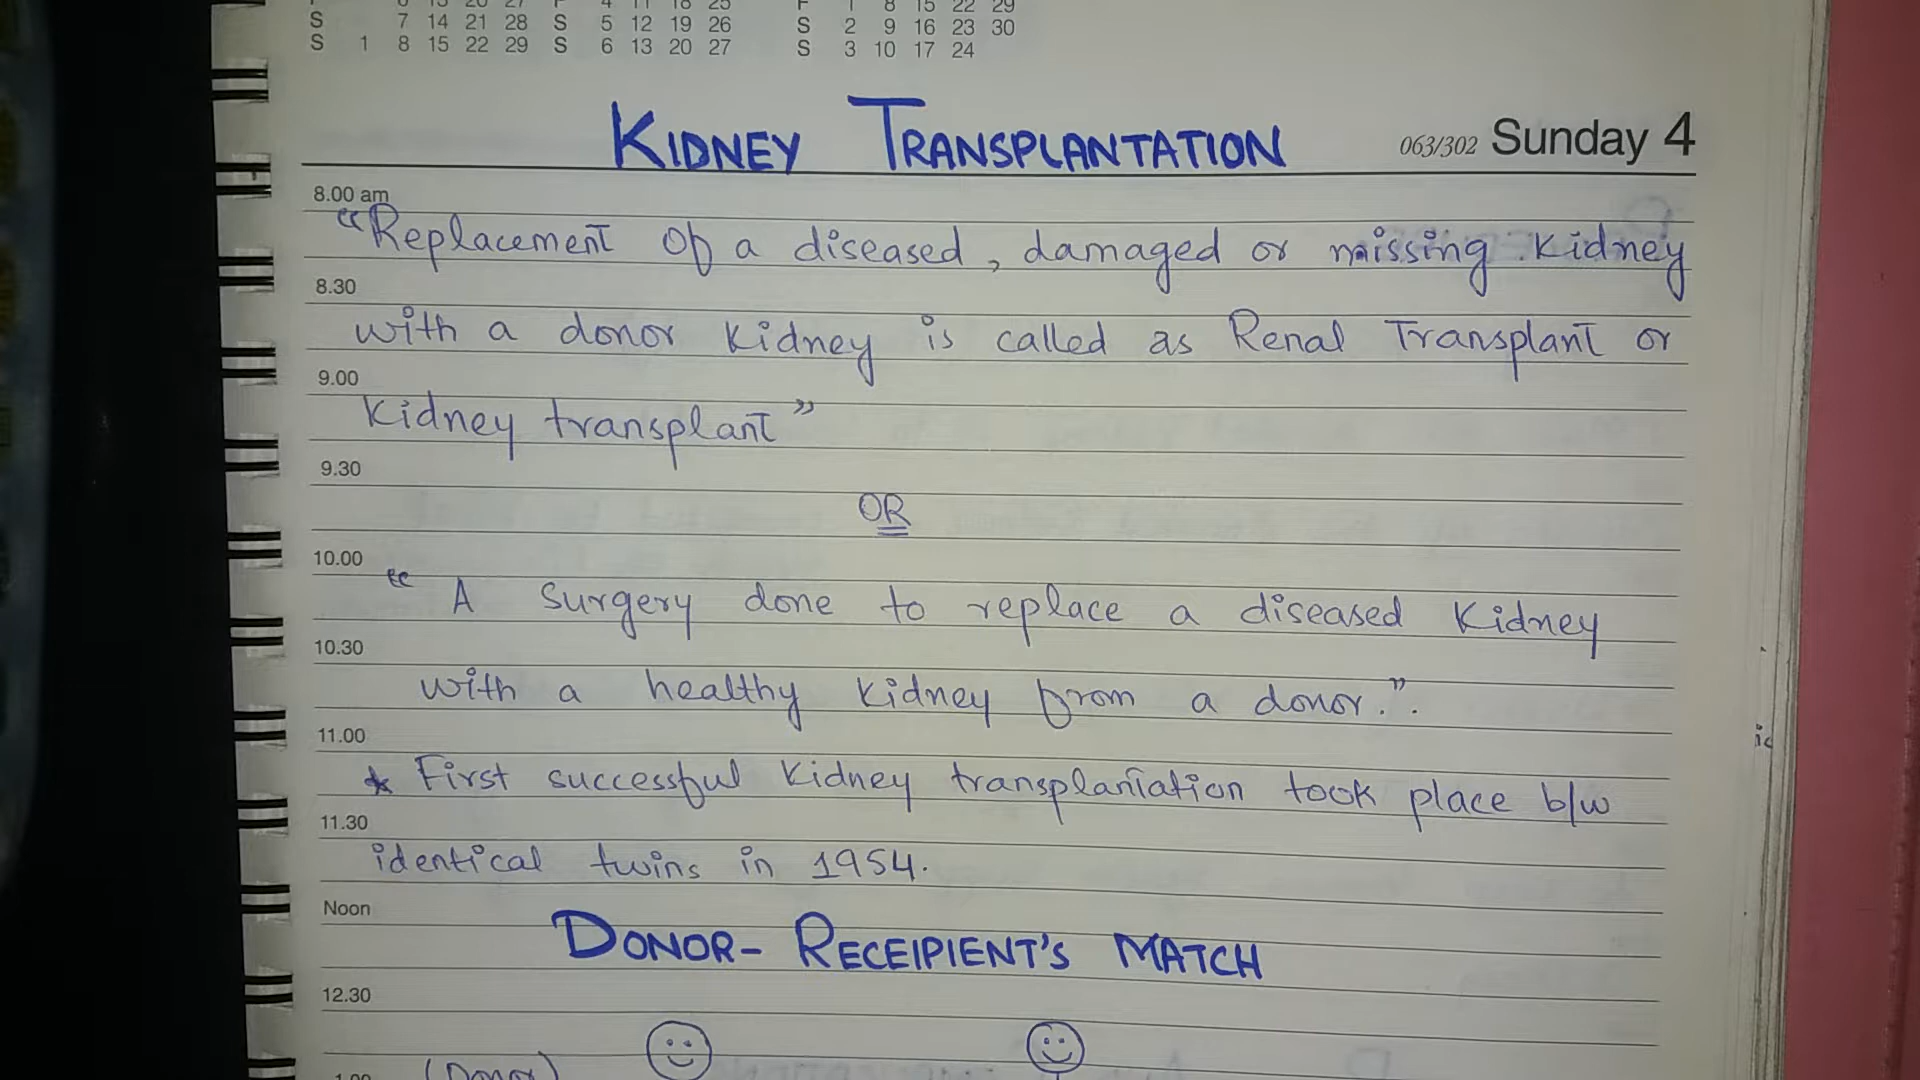 S 7 14 21 28 S 5 12 19 26 S 2 9 16 23 30
S 1 8 15 22 29 S 6 13 20 27 S 3 10 17 24
KIDNEY TRANSPLANTATION 063/302 Sunday 4
8.00 am
"Replacement of a diseased, damaged or missing kidney
8.30
with a donor kidney is called as Renal Transplant or
9.00
kidney transplant"
9.30
OR
10.00
" A surgery done to replace a diseased kidney
10.30
with a healthy kidney from a donor.".
11.00
* First successful kidney transplantation took place b/w
11.30
identical twins in 1954.
Noon
DONOR- RECEIPIENT'S MATCH
12.30
1.00 (Donor)